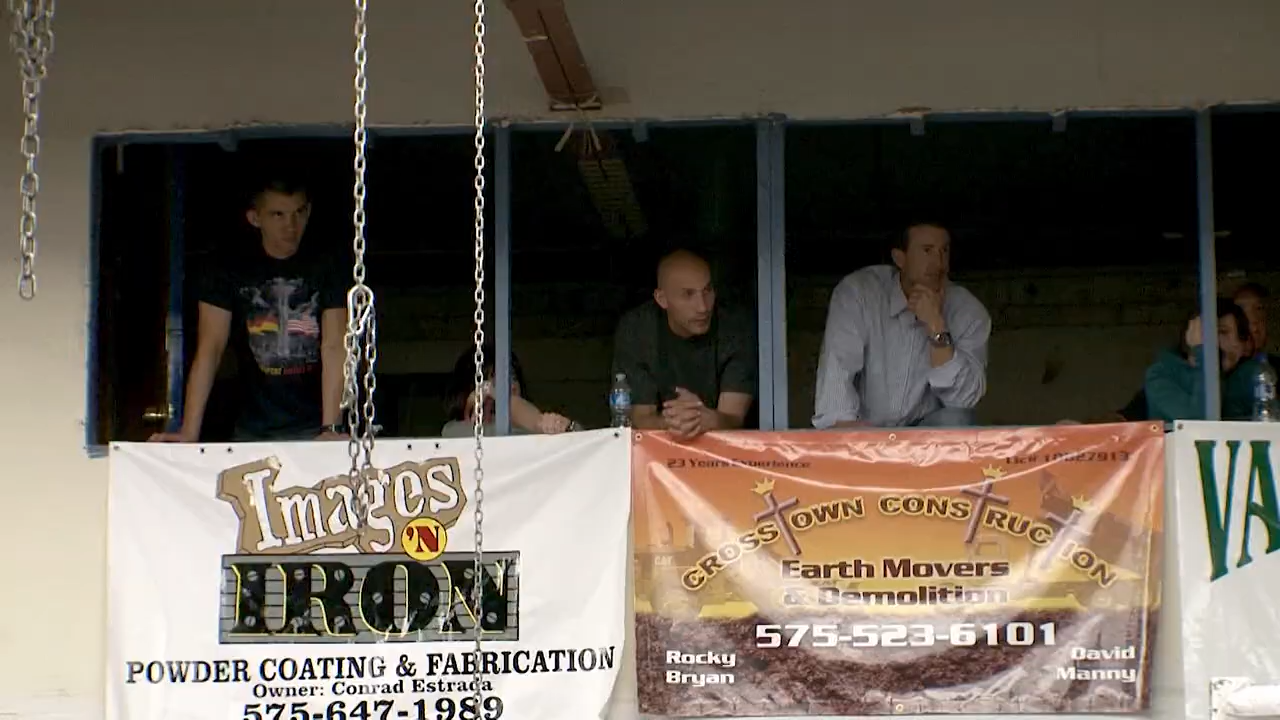 Images
'N
IRON
POWDER COATING & FABRICATION
Owner: Conrad Estrada
575-647-1989
23 Years Experience
CROSSTOWN CONSTRUCTION
Earth Movers
& Demolition
575-523-6101
Rocky
Bryan
David
Manny
CAT
VA